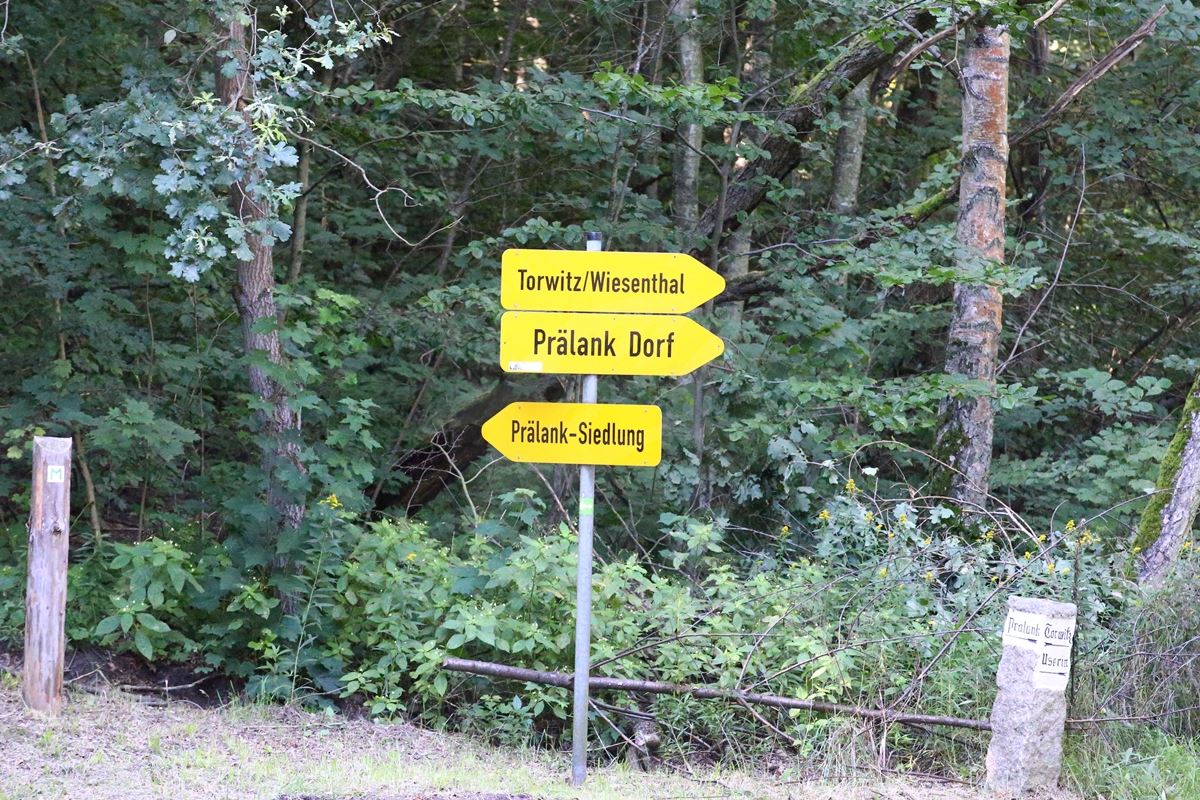 Torwitz/Wiesenthal
Prälank Dorf
Prälank-Siedlung
M
Prälank Torwitz
Userin